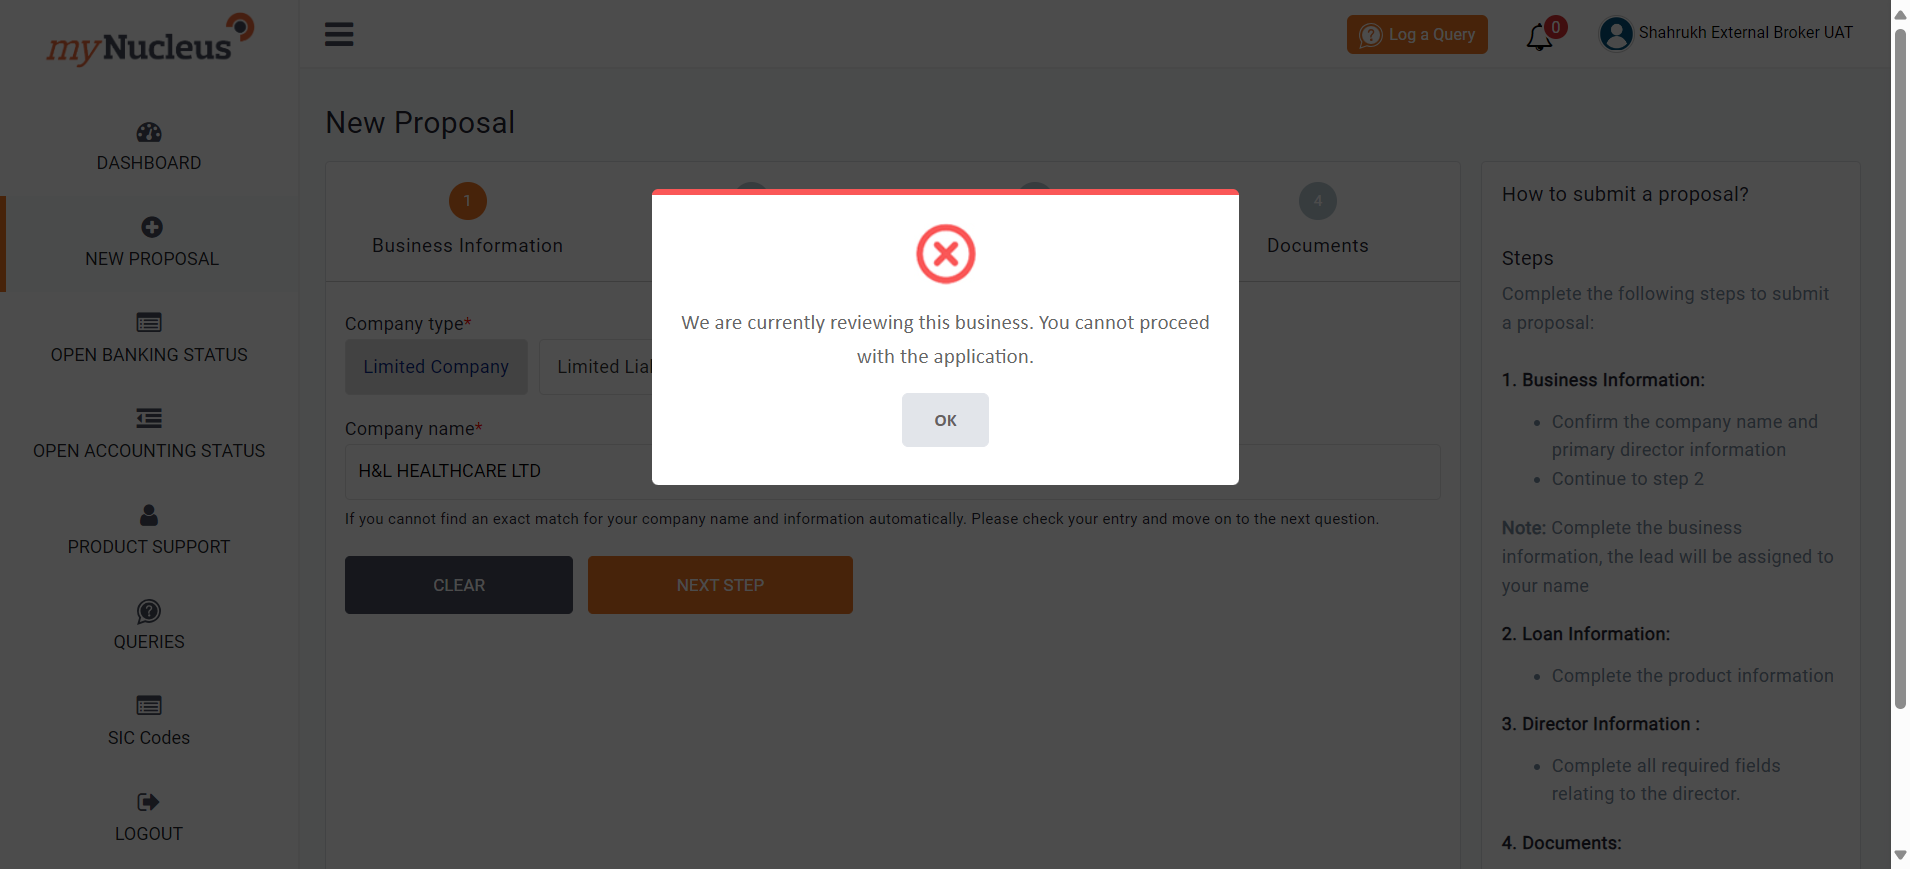 myNucleus
Log a Query
0
Shahrukh External Broker UAT
DASHBOARD
NEW PROPOSAL
OPEN BANKING STATUS
OPEN ACCOUNTING STATUS
PRODUCT SUPPORT
QUERIES
SIC Codes
LOGOUT
New Proposal
1
Business Information
4
Documents
Company type*
Limited Company
Company name*
H&L HEALTHCARE LTD
If you cannot find an exact match for your company name and information automatically. Please check your entry and move on to the next question.
CLEAR
NEXT STEP
We are currently reviewing this business. You cannot proceed
with the application.
OK
How to submit a proposal?
Steps
Complete the following steps to submit
a proposal:
1. Business Information:
• Confirm the company name and
primary director information
• Continue to step 2
Note: Complete the business
information, the lead will be assigned to
your name
2. Loan Information:
• Complete the product information
3. Director Information :
• Complete all required fields
relating to the director.
4. Documents: